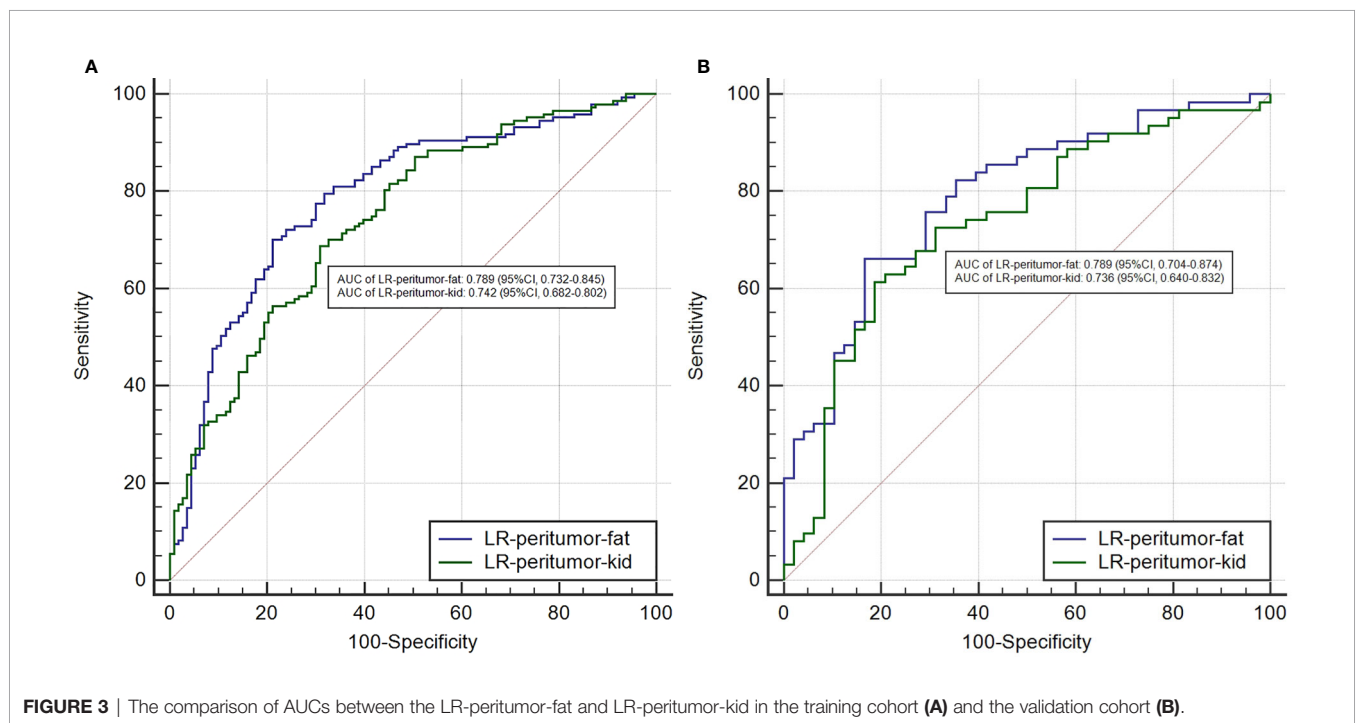 A
100
80
60
40
20
0
Sensitivity
AUC of LR-peritumor-fat: 0.789 (95%CI, 0.732-0.845)
AUC of LR-peritumor-kid: 0.742 (95%CI, 0.682-0.802)
LR-peritumor-fat
LR-peritumor-kid
0 20 40 60 80 100
100-Specificity
B
100
80
60
40
20
0
Sensitivity
AUC of LR-peritumor-fat: 0.789 (95%CI, 0.704-0.874)
AUC of LR-peritumor-kid: 0.736 (95%CI, 0.640-0.832)
LR-peritumor-fat
LR-peritumor-kid
0 20 40 60 80 100
100-Specificity
FIGURE 3 | The comparison of AUCs between the LR-peritumor-fat and LR-peritumor-kid in the training cohort (A) and the validation cohort (B).